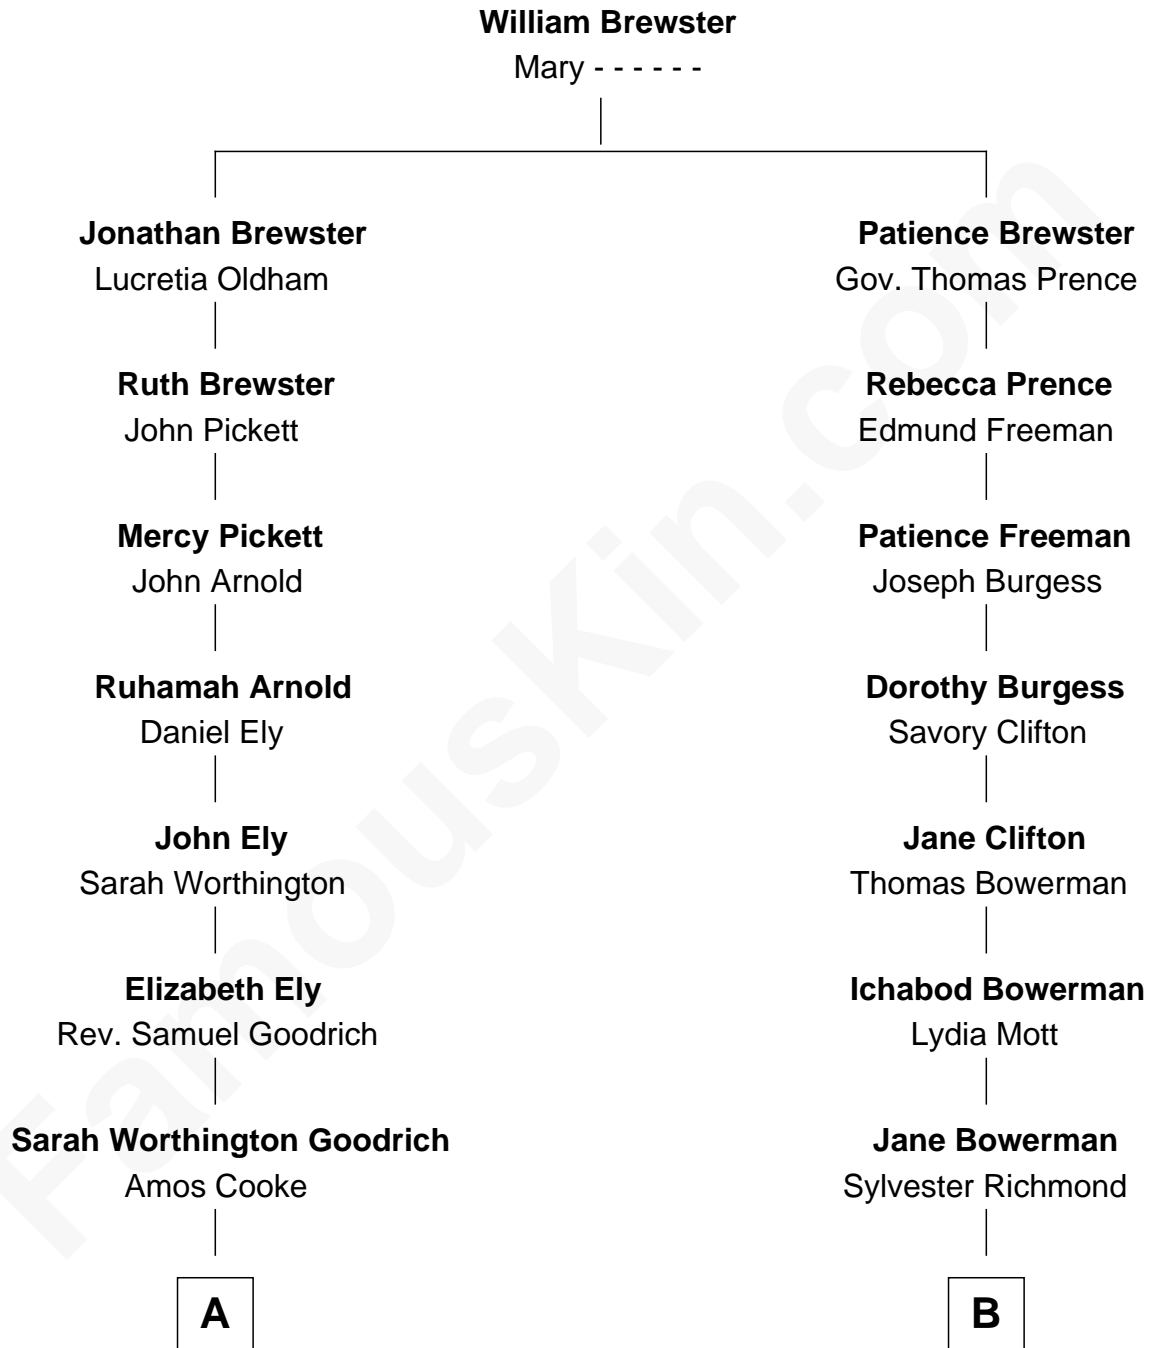 William Brewster
Mary - - - - - -
Jonathan Brewster
Lucretia Oldham
Patience Brewster
Gov. Thomas Prence
Ruth Brewster
John Pickett
Rebecca Prence
Edmund Freeman
Mercy Pickett
John Arnold
Patience Freeman
Joseph Burgess
Ruhamah Arnold
Daniel Ely
Dorothy Burgess
Savory Clifton
John Ely
Sarah Worthington
Jane Clifton
Thomas Bowerman
Elizabeth Ely
Rev. Samuel Goodrich
Ichabod Bowerman
Lydia Mott
Sarah Worthington Goodrich
Amos Cooke
Jane Bowerman
Sylvester Richmond
A
B
FamousKin.com